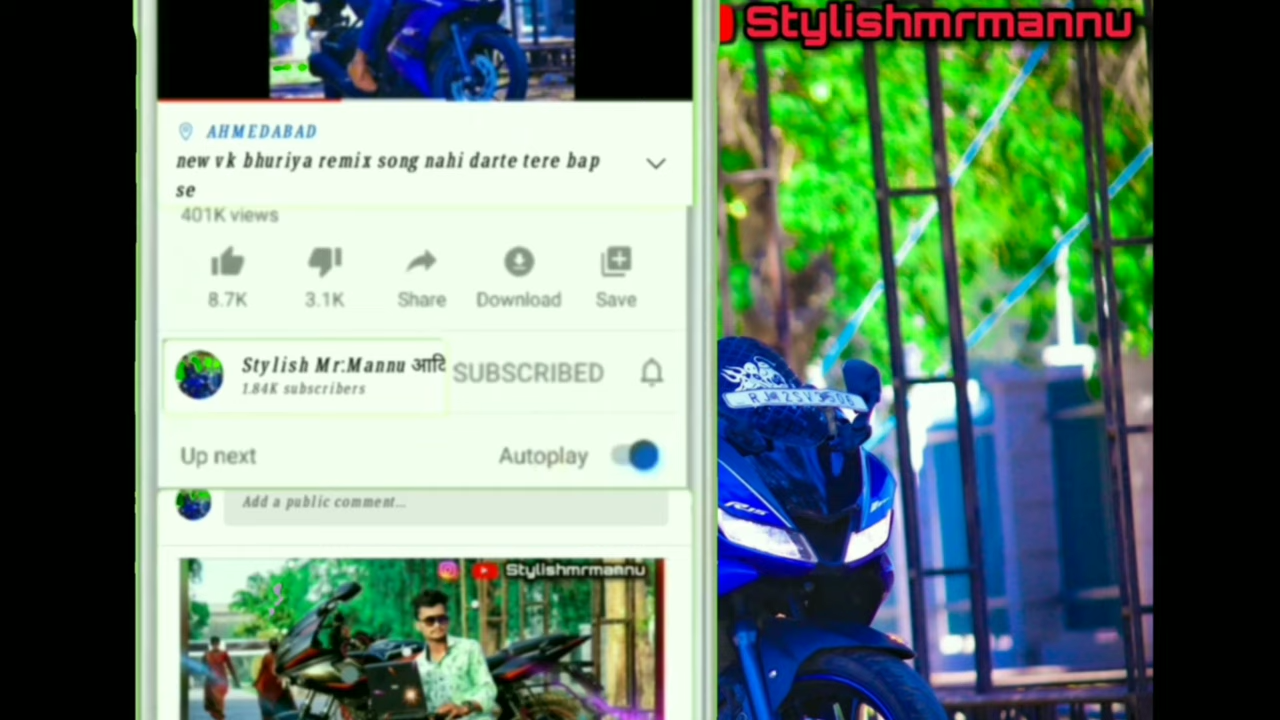 Stylishmrmannu
AHMEDABAD
new vk bhuriya remix song nahi darte tere bap
se
401K views
8.7K
3.1K
Share
Download
Save
Stylish Mr:Mannu आदि
SUBSCRIBED
1.84K subscribers
Up next
Autoplay
Add a public comment...
Stylishmrmannu
R15